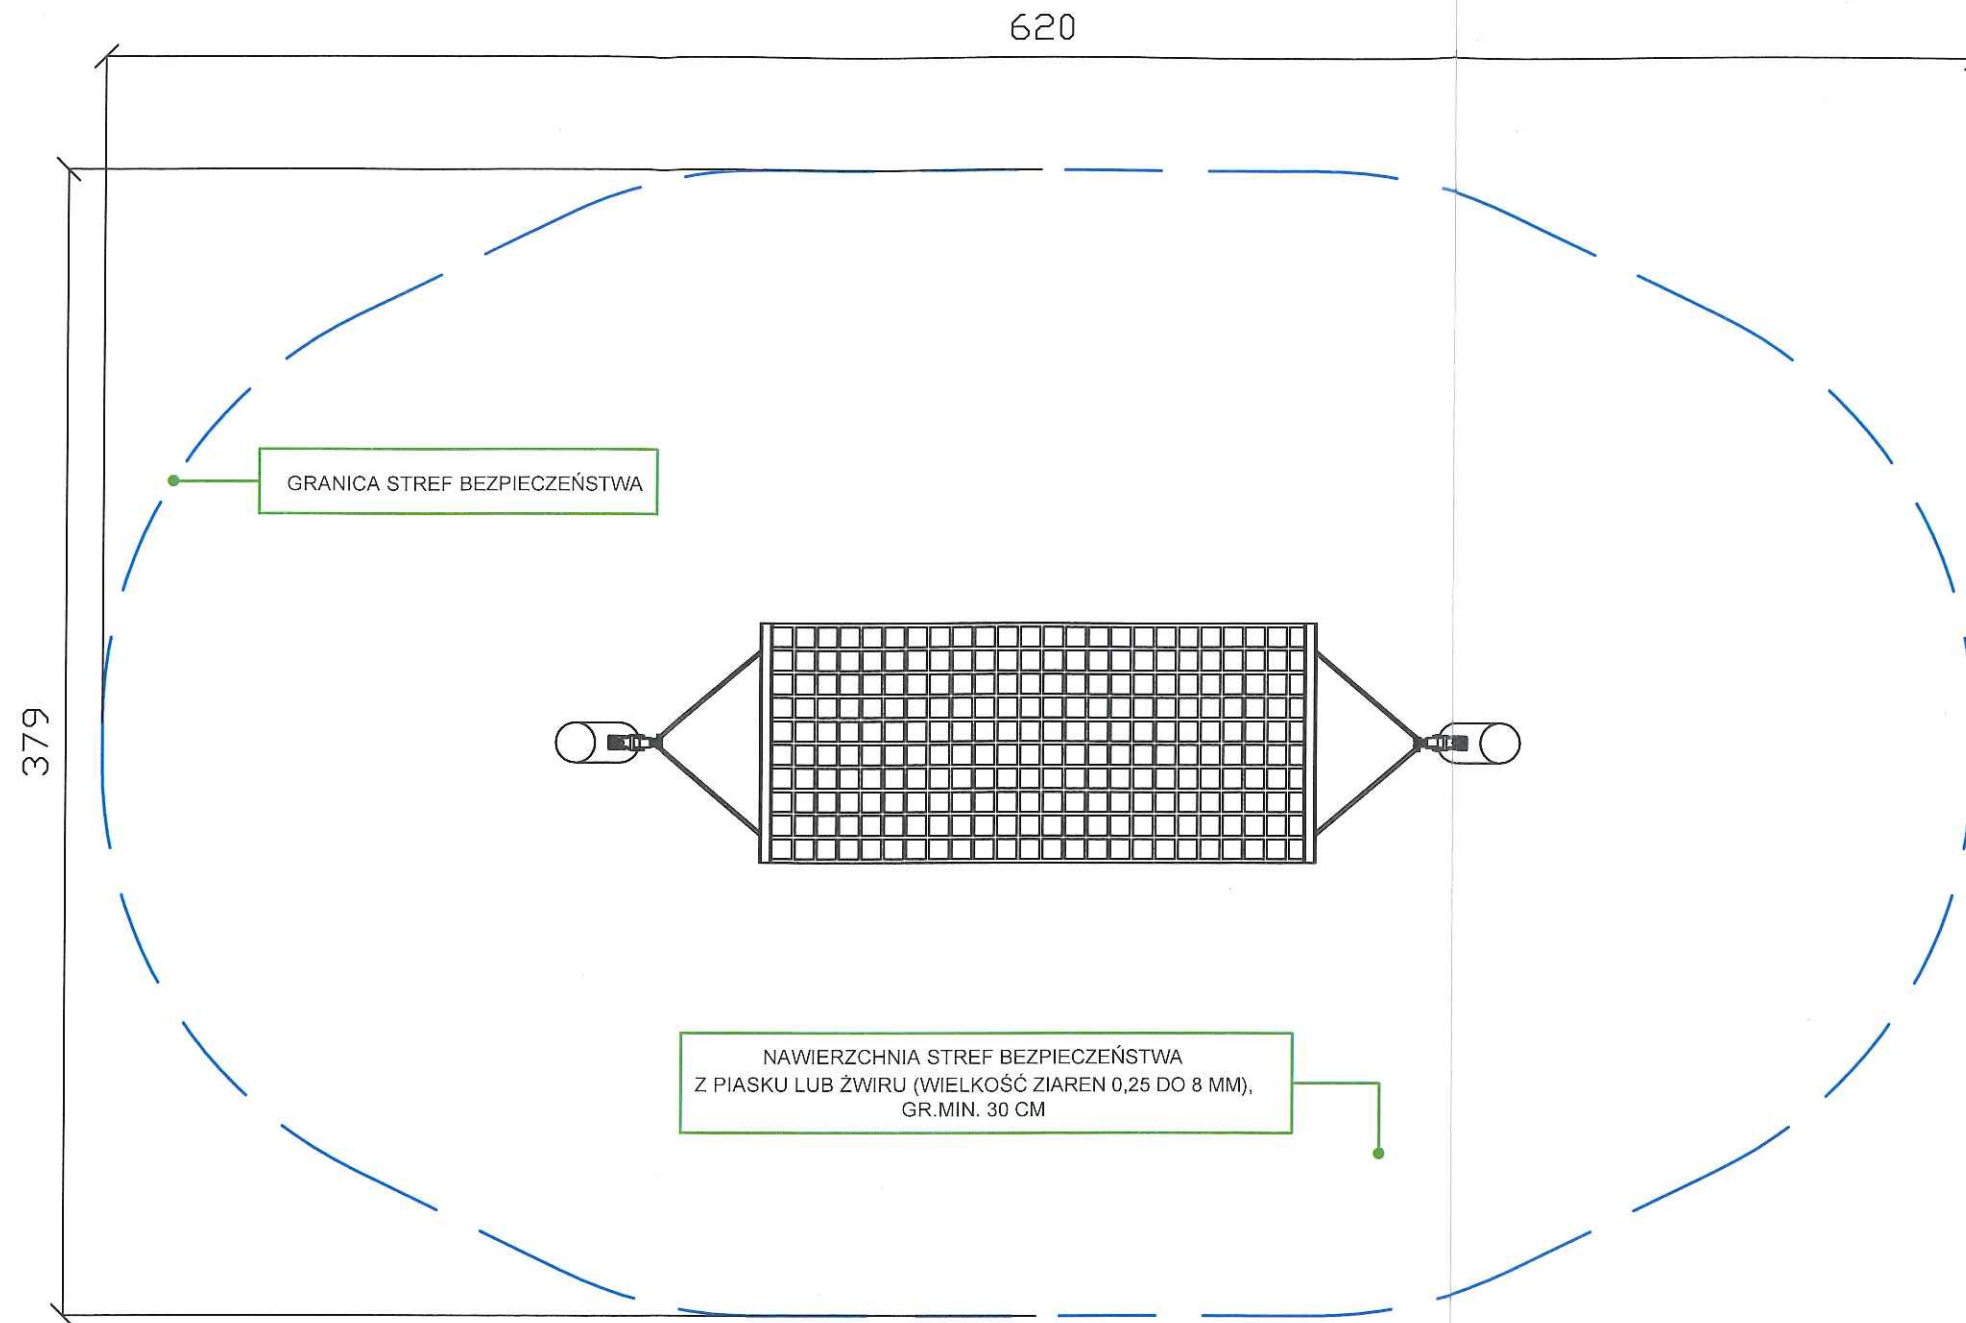 620
GRANICA STREF BEZPIECZEŃSTWA
379
NAWIERZCHNIA STREF BEZPIECZEŃSTWA
Z PIASKU LUB ŻWIRU (WIELKOŚĆ ZIAREN 0,25 DO 8 MM),
GR.MIN. 30 CM